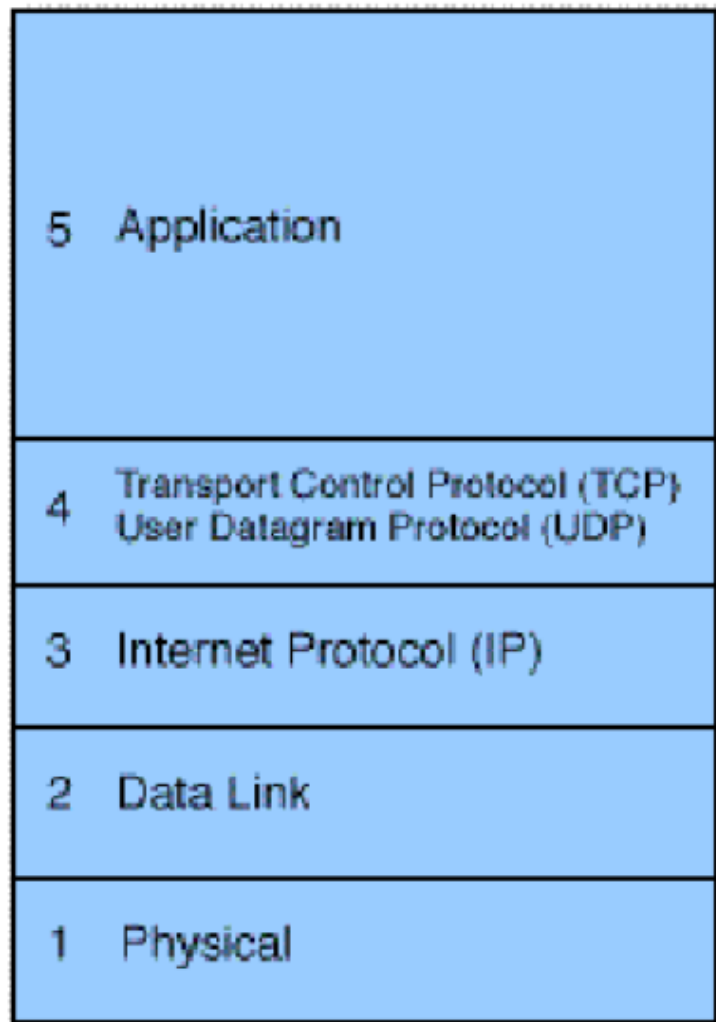 5 Application
4 Transport Control Protocol (TCP)
User Datagram Protocol (UDP)
3 Internet Protocol (IP)
2 Data Link
1 Physical